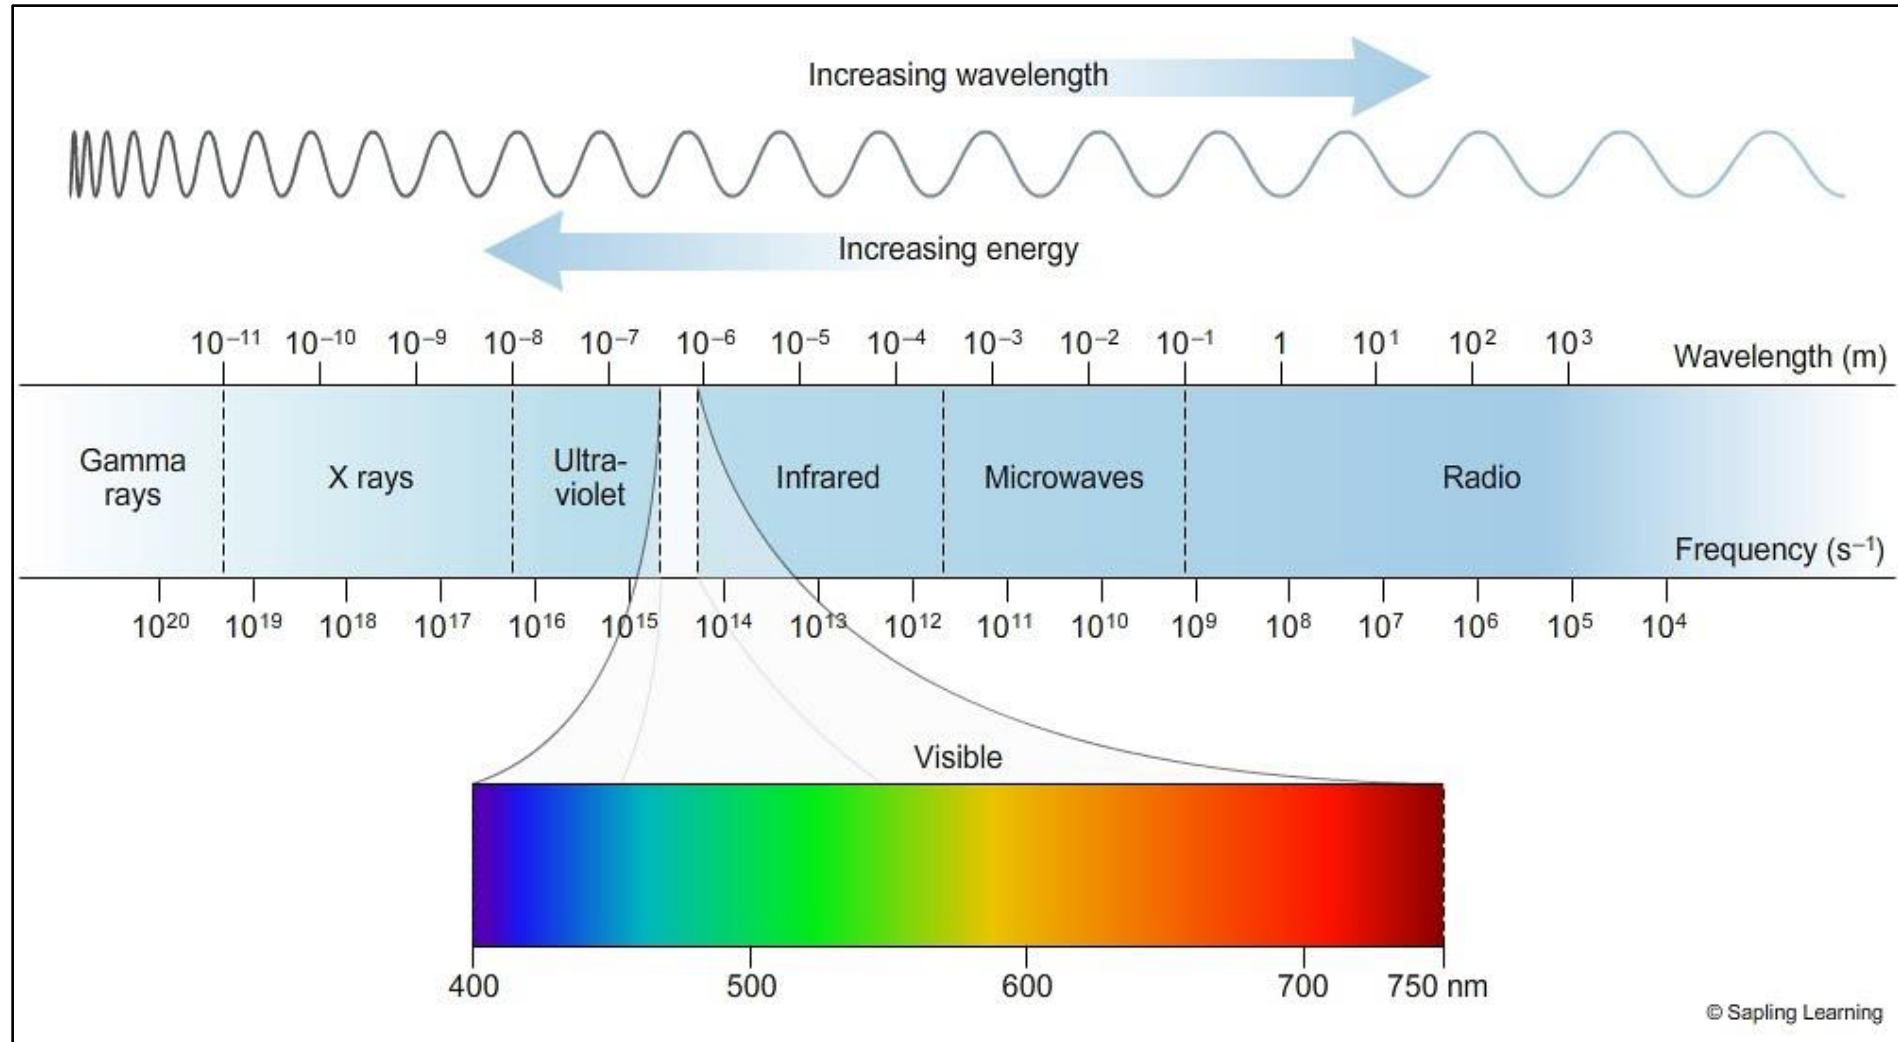 Increasing wavelength
Increasing energy
10⁻¹¹ 10⁻¹⁰ 10⁻⁹ 10⁻⁸ 10⁻⁷ 10⁻⁶ 10⁻⁵ 10⁻⁴ 10⁻³ 10⁻² 10⁻¹ 1 10¹ 10² 10³ Wavelength (m)
Gamma
rays
X rays
Ultra-
violet
Infrared
Microwaves
Radio
Frequency (s⁻¹)
10²⁰ 10¹⁹ 10¹⁸ 10¹⁷ 10¹⁶ 10¹⁵ 10¹⁴ 10¹³ 10¹² 10¹¹ 10¹⁰ 10⁹ 10⁸ 10⁷ 10⁶ 10⁵ 10⁴
Visible
400 500 600 700 750 nm
© Sapling Learning